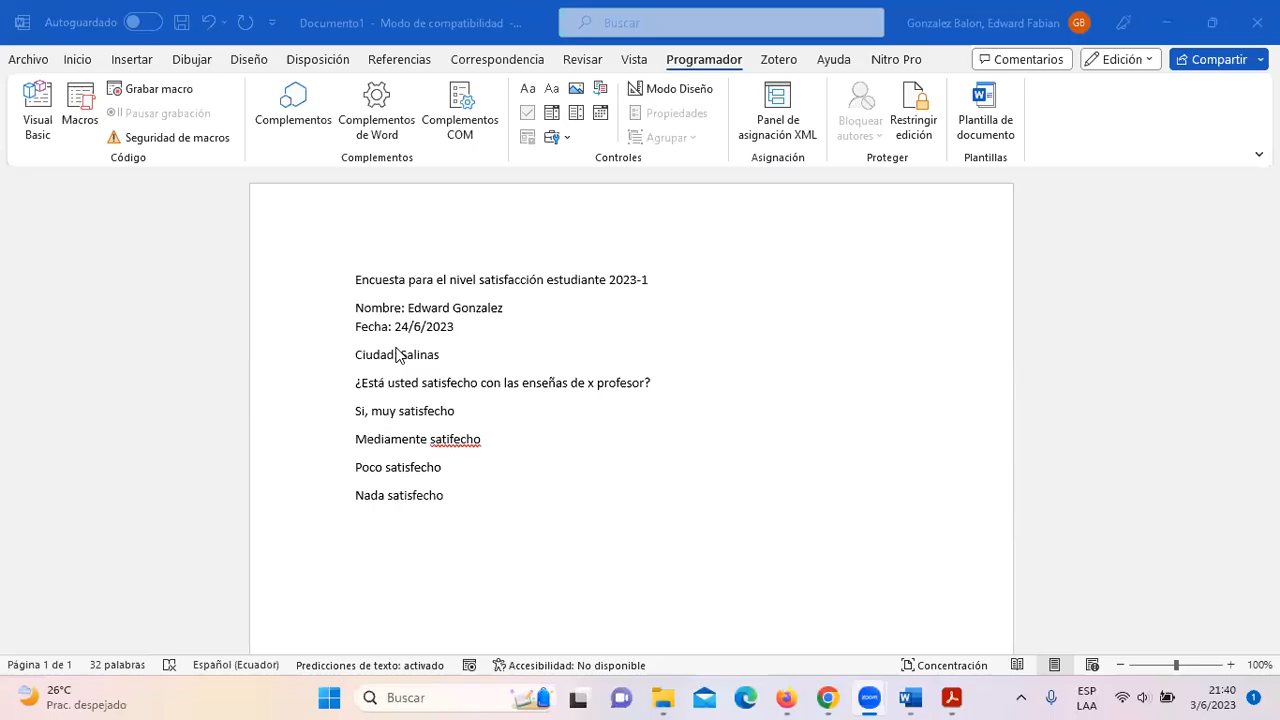 Autoguardado
Documento1 - Modo de compatibilidad -...
Buscar
Gonzalez Balon, Edward Fabian
GB
Archivo Inicio Insertar Dibujar Diseño Disposición Referencias Correspondencia Revisar Vista Programador Zotero Ayuda Nitro Pro
Comentarios
Edición
Compartir
Visual Basic
Macros
Grabar macro
Pausar grabación
Seguridad de macros
Código
Complementos
Complementos de Word
Complementos COM
Complementos
Aa Aa
Modo Diseño
Propiedades
Agrupar
Controles
Panel de asignación XML
Asignación
Bloquear autores
Restringir edición
Proteger
Plantilla de documento
Plantillas
Encuesta para el nivel satisfacción estudiante 2023-1
Nombre: Edward Gonzalez
Fecha: 24/6/2023
Ciudad Salinas
¿Está usted satisfecho con las enseñas de x profesor?
Si, muy satisfecho
Mediamente satifecho
Poco satisfecho
Nada satisfecho
Página 1 de 1
32 palabras
Español (Ecuador)
Predicciones de texto: activado
Accesibilidad: No disponible
Concentración
100%
26°C
Prac. despejado
Buscar
zoom
ESP
LAA
21:40
3/6/2023
1